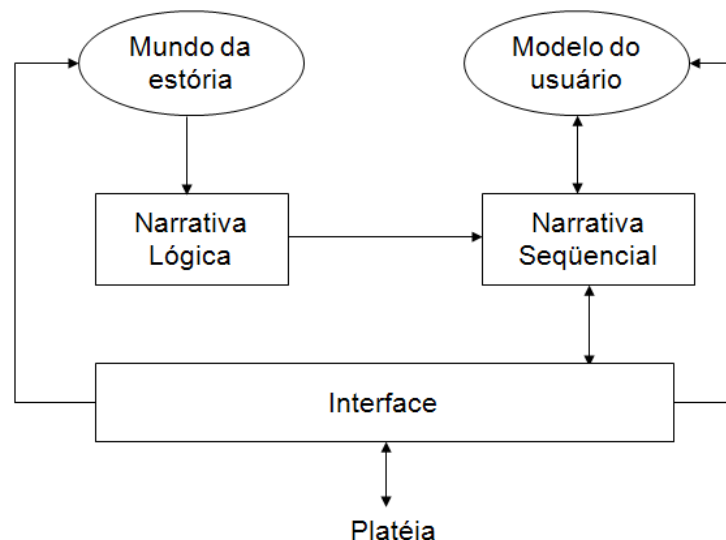 Mundo da
estória
Modelo do
usuário
Narrativa
Lógica
Narrativa
Seqüencial
Interface
Platéia